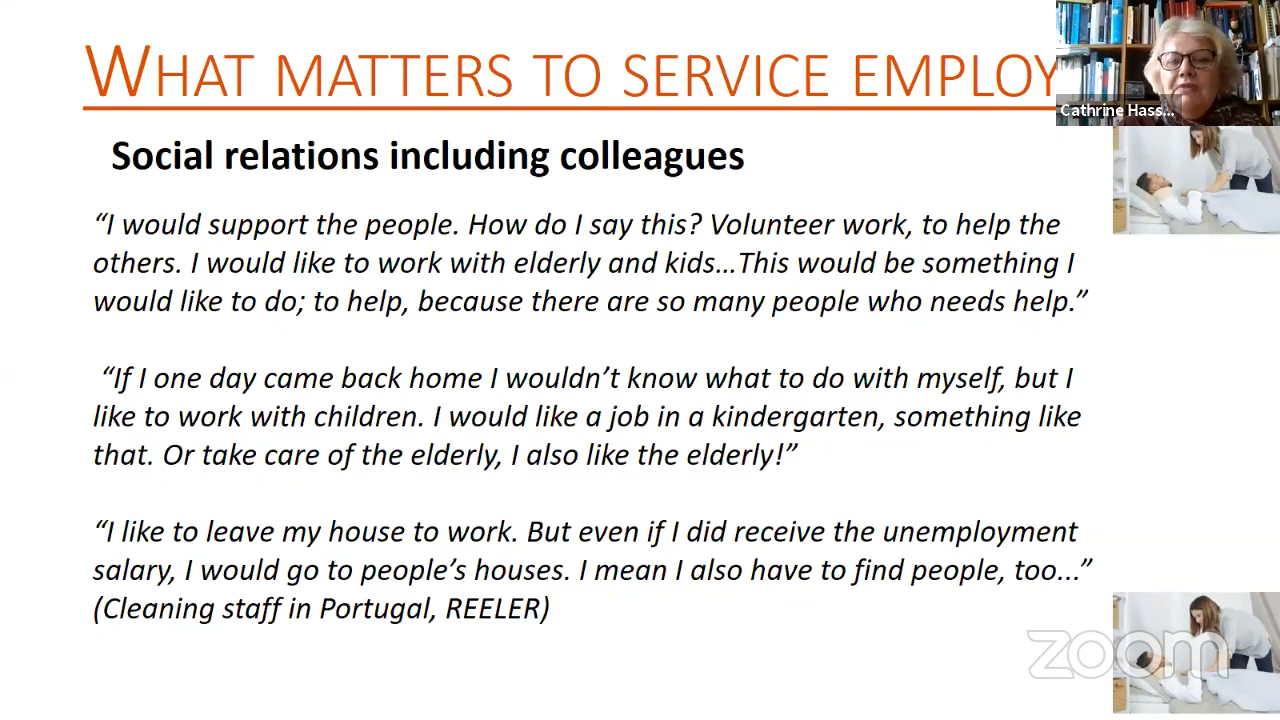 WHAT MATTERS TO SERVICE EMPLOY
Cathrine Hass...
Social relations including colleagues
“I would support the people. How do I say this? Volunteer work, to help the
others. I would like to work with elderly and kids…This would be something I
would like to do; to help, because there are so many people who needs help.”
“If I one day came back home I wouldn’t know what to do with myself, but I
like to work with children. I would like a job in a kindergarten, something like
that. Or take care of the elderly, I also like the elderly!”
“I like to leave my house to work. But even if I did receive the unemployment
salary, I would go to people’s houses. I mean I also have to find people, too...”
(Cleaning staff in Portugal, REELER)
zoom